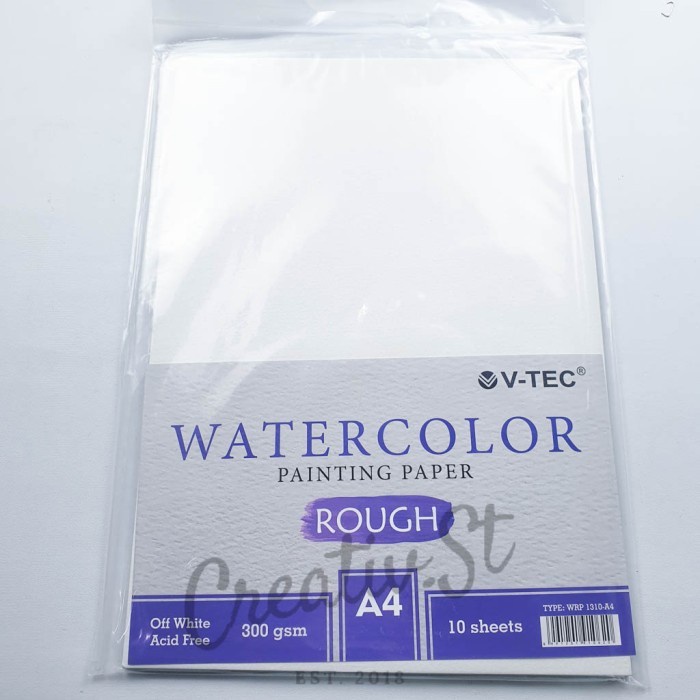 V-TEC®
WATERCOLOR
PAINTING PAPER
ROUGH
Creativ.St
Off White
Acid Free
300 gsm
A4
10 sheets
TYPE: WRP 1310-A4
EST. 2018